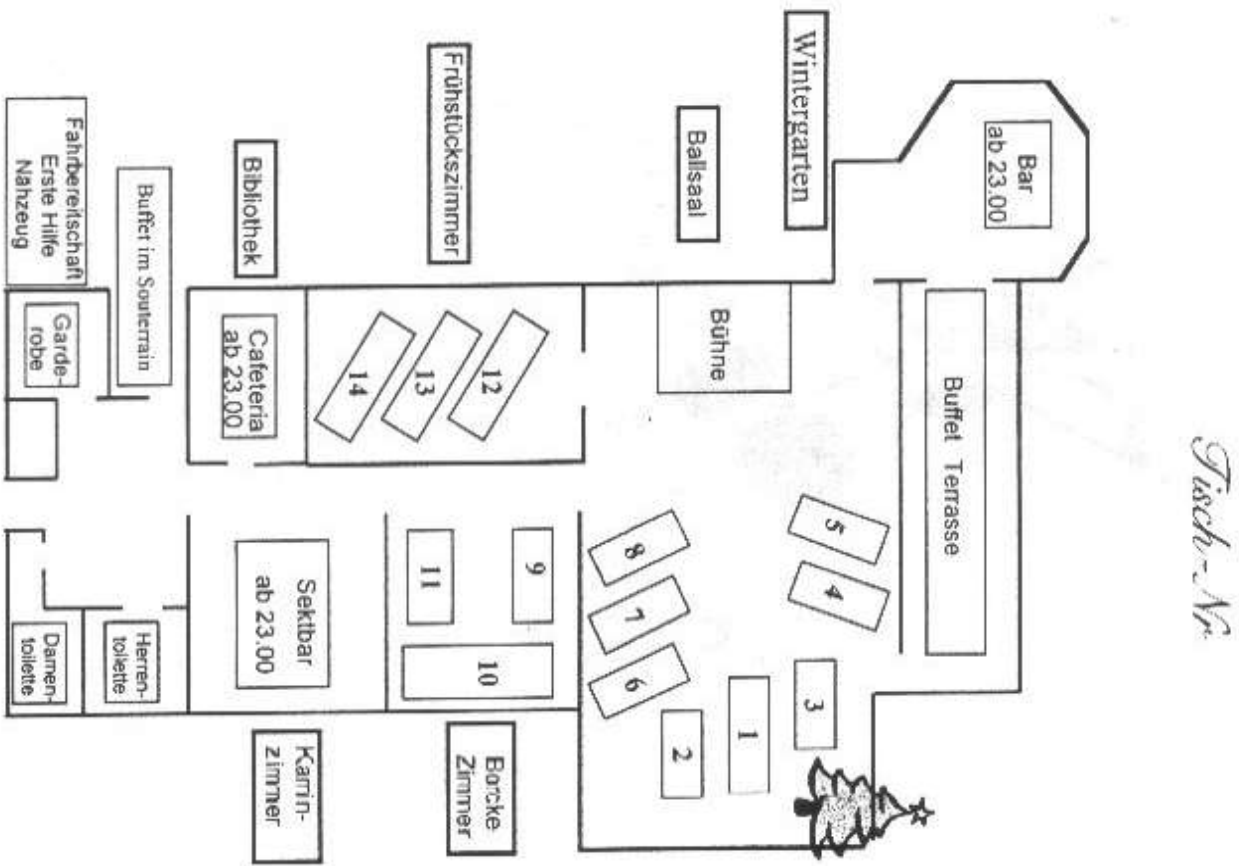 Tisch-Nr.
Bar
ab 23.00
Buffet Terrasse
Wintergarten
5
4
3
Ballsaal
Bühne
1
2
8
7
6
Frühstückszimmer
12
13
14
9
10
11
Borcke
Zimmer
Bibliothek
Cafeteria
ab 23.00
Sektbar
ab 23.00
Kamin-
zimmer
Buffet im Souterrain
Herren-
toilette
Fahrbereitschaft
Erste Hilfe
Nähzeug
Garde-
robe
Damen-
toilette